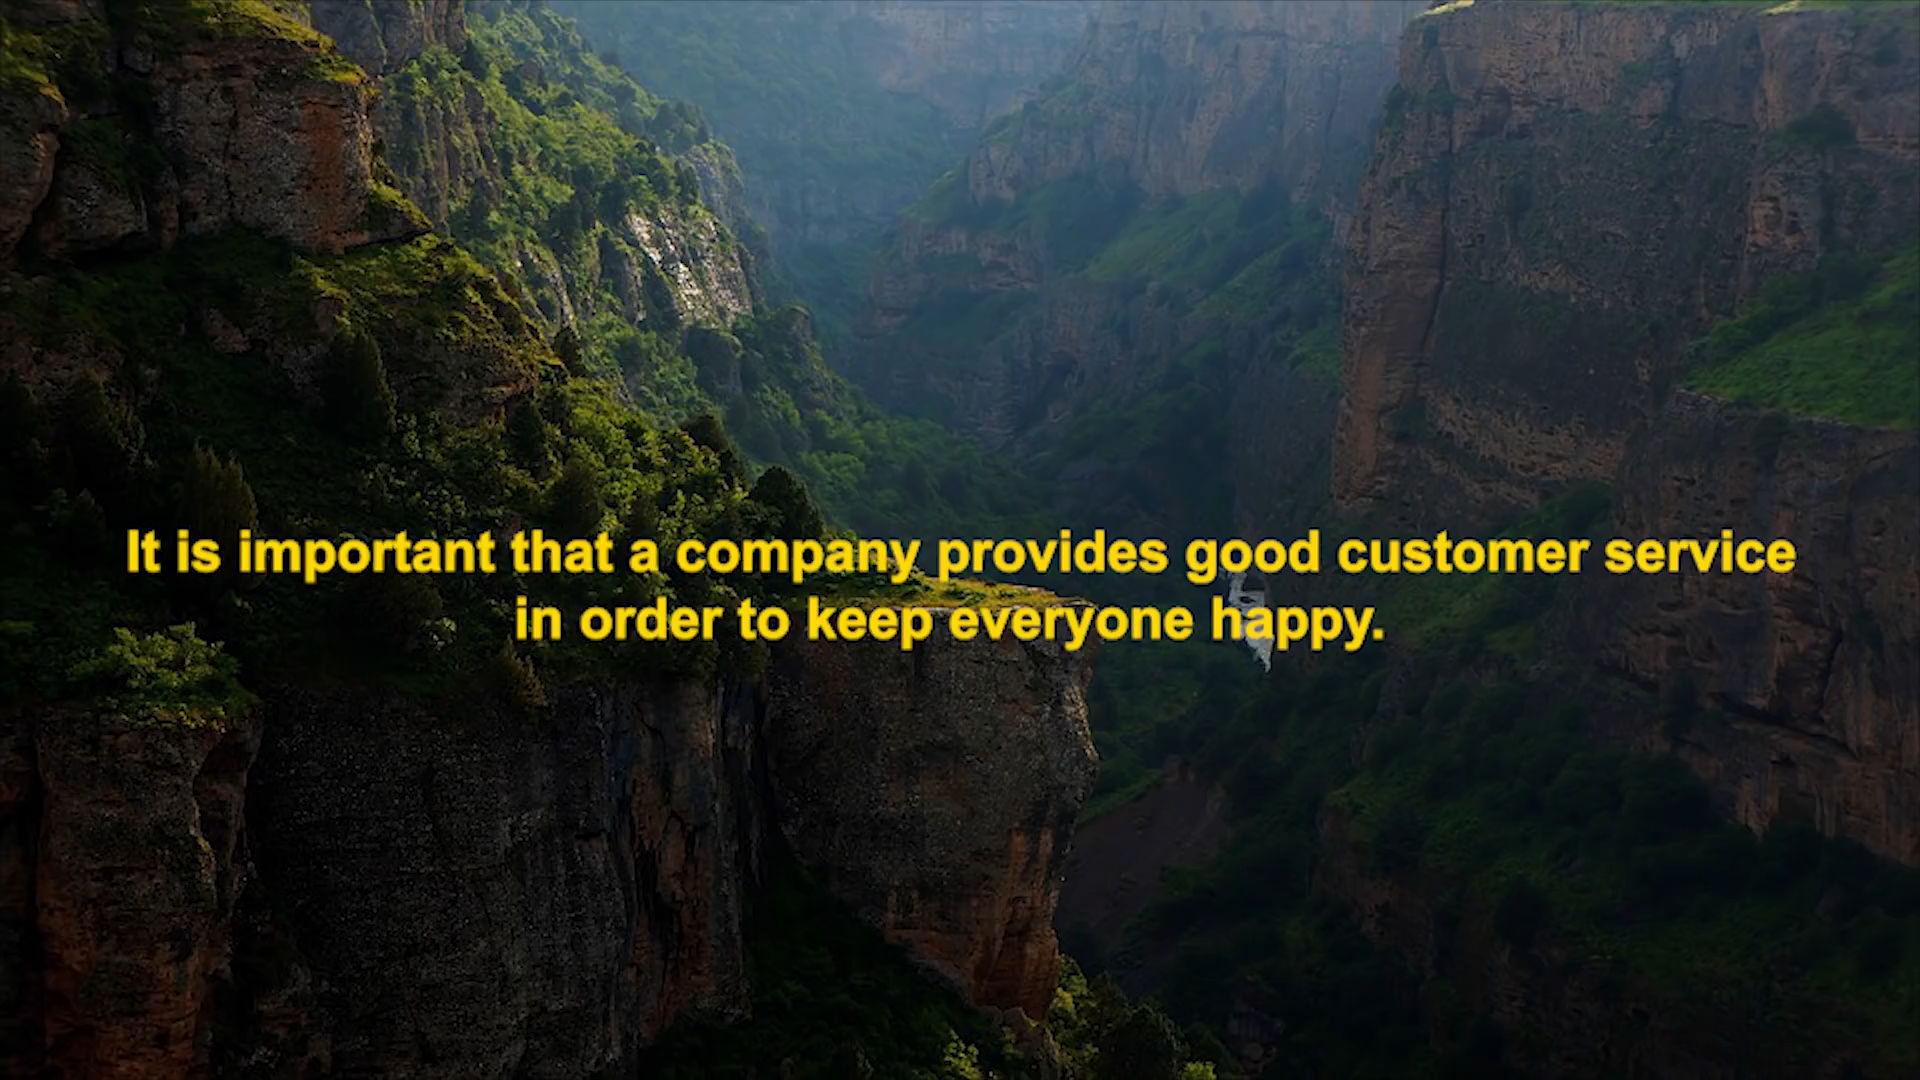 It is important that a company provides good customer service
in order to keep everyone happy.